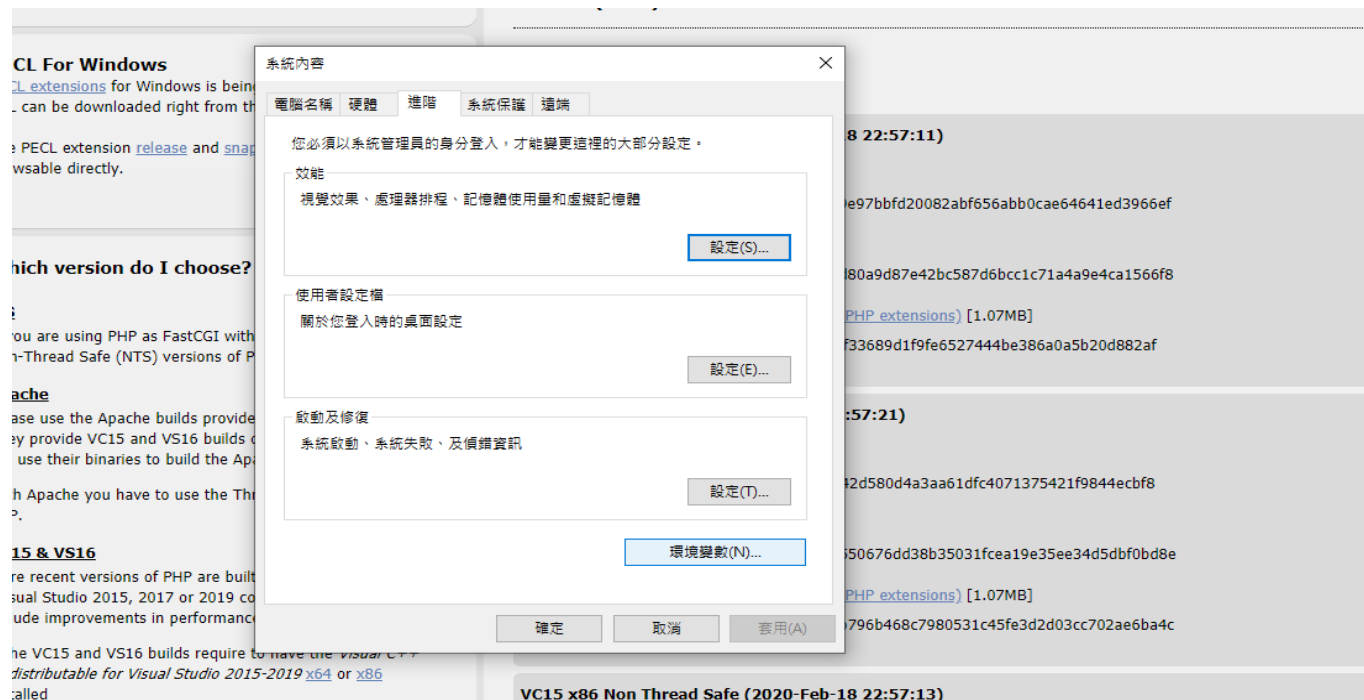 CL For Windows
CL extensions for Windows is bein
can be downloaded right from th
PECL extension release and snap
wsable directly.
hich version do I choose?
ou are using PHP as FastCGI with
n-Thread Safe (NTS) versions of P
ache
ase use the Apache builds provide
ey provide VC15 and VS16 builds
use their binaries to build the Apa
h Apache you have to use the Thr
P.
15 & VS16
re recent versions of PHP are built
sual Studio 2015, 2017 or 2019 co
ude improvements in performance
he VC15 and VS16 builds require to have the Visual C++
distributable for Visual Studio 2015-2019 x64 or x86
alled
系統內容
電腦名稱 硬體 進階 系統保護 遠端
您必須以系統管理員的身分登入，才能變更這裡的大部分設定。
效能
視覺效果、處理器排程、記憶體使用量和虛擬記憶體
設定(S)...
使用者設定檔
關於您登入時的桌面設定
設定(E)...
啟動及修復
系統啟動、系統失敗、及偵錯資訊
設定(T)...
環境變數(N)...
確定 取消 套用(A)
8 22:57:11)
e97bbfd20082abf656abb0cae64641ed3966ef
80a9d87e42bc587d6bcc1c71a4a9e4ca1566f8
PHP extensions) [1.07MB]
f33689d1f9fe6527444be386a0a5b20d882af
:57:21)
42d580d4a3aa61dfc4071375421f9844ecbf8
550676dd38b35031fcea19e35ee34d5dbf0bd8e
PHP extensions) [1.07MB]
796b468c7980531c45fe3d2d03cc702ae6ba4c
VC15 x86 Non Thread Safe (2020-Feb-18 22:57:13)